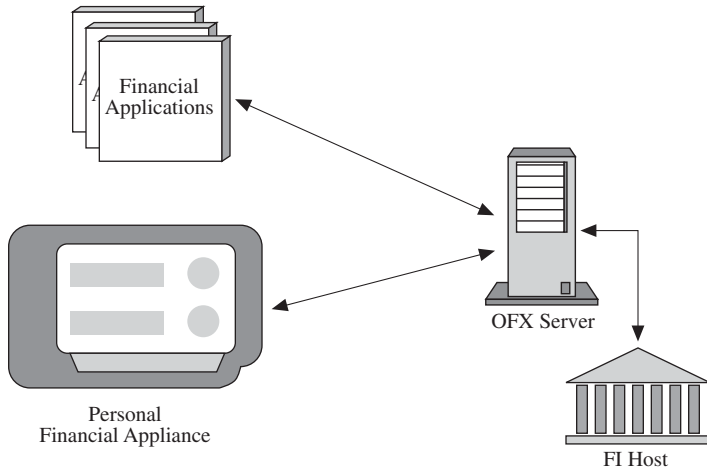 Financial
Applications
A
A
OFX Server
Personal
Financial Appliance
FI Host